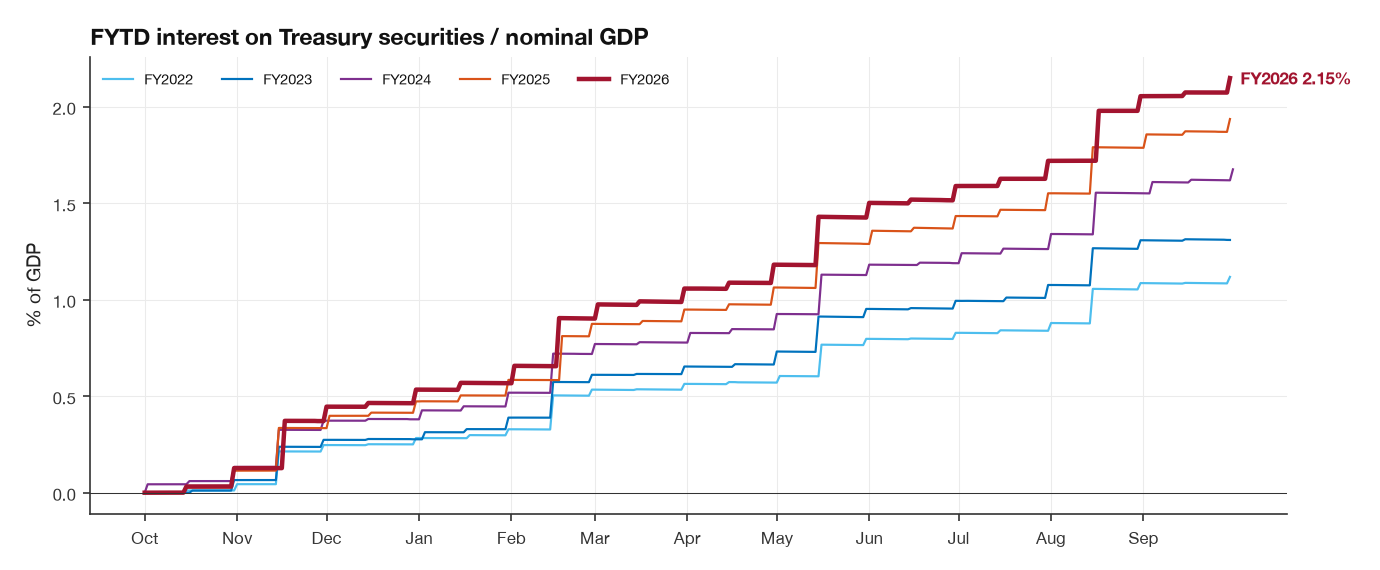 FYTD interest on Treasury securities / nominal GDP
FY2022 FY2023 FY2024 FY2025 FY2026
FY2026 2.15%
% of GDP
2.0
1.5
1.0
0.5
0.0
Oct Nov Dec Jan Feb Mar Apr May Jun Jul Aug Sep